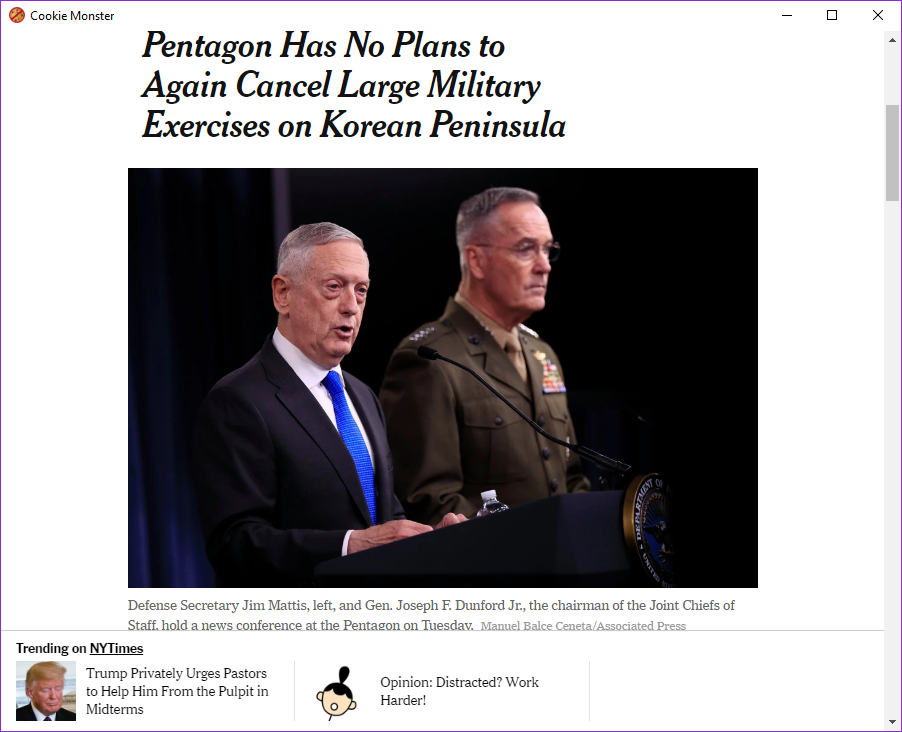 Cookie Monster
Pentagon Has No Plans to
Again Cancel Large Military
Exercises on Korean Peninsula
DEPARTMENT OF
Defense Secretary Jim Mattis, left, and Gen. Joseph F. Dunford Jr., the chairman of the Joint Chiefs of
Staff, hold a news conference at the Pentagon on Tuesday. Manuel Balce Ceneta/Associated Press
Trending on NYTimes
Trump Privately Urges Pastors
to Help Him From the Pulpit in
Midterms
Opinion: Distracted? Work
Harder!